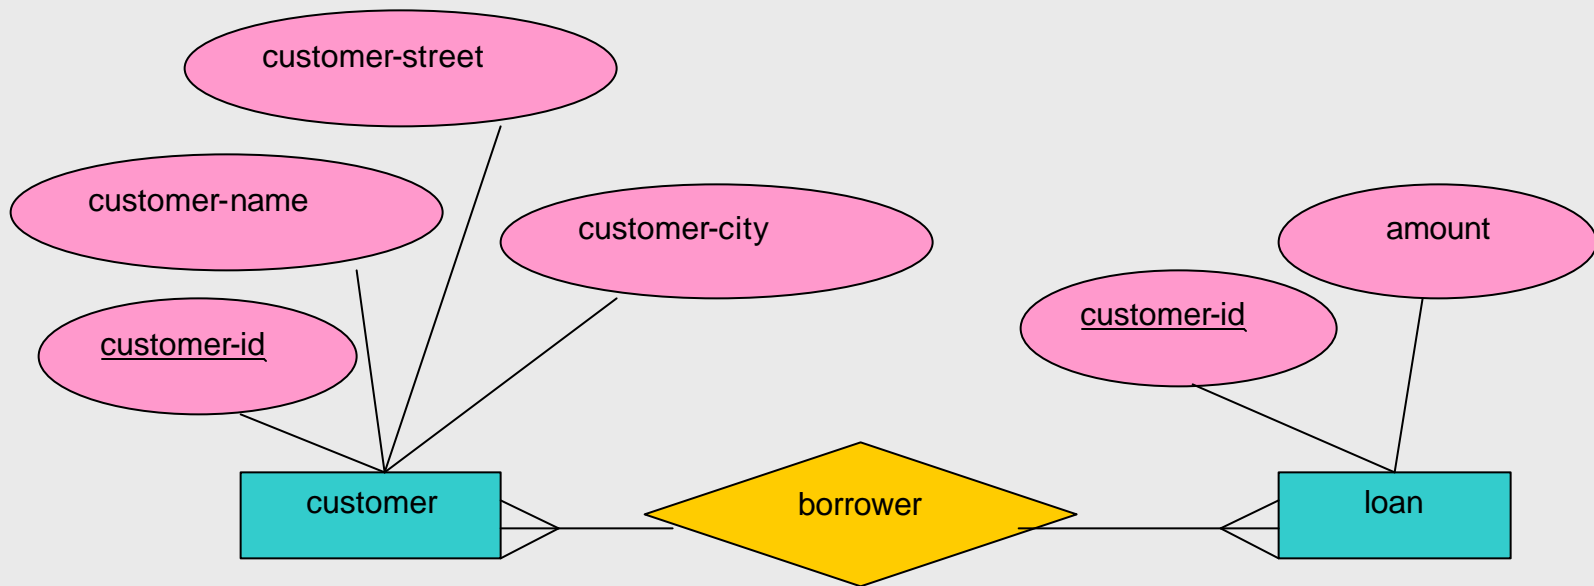 customer-street
customer-name
customer-city
amount
customer-id
customer-id
customer
borrower
loan